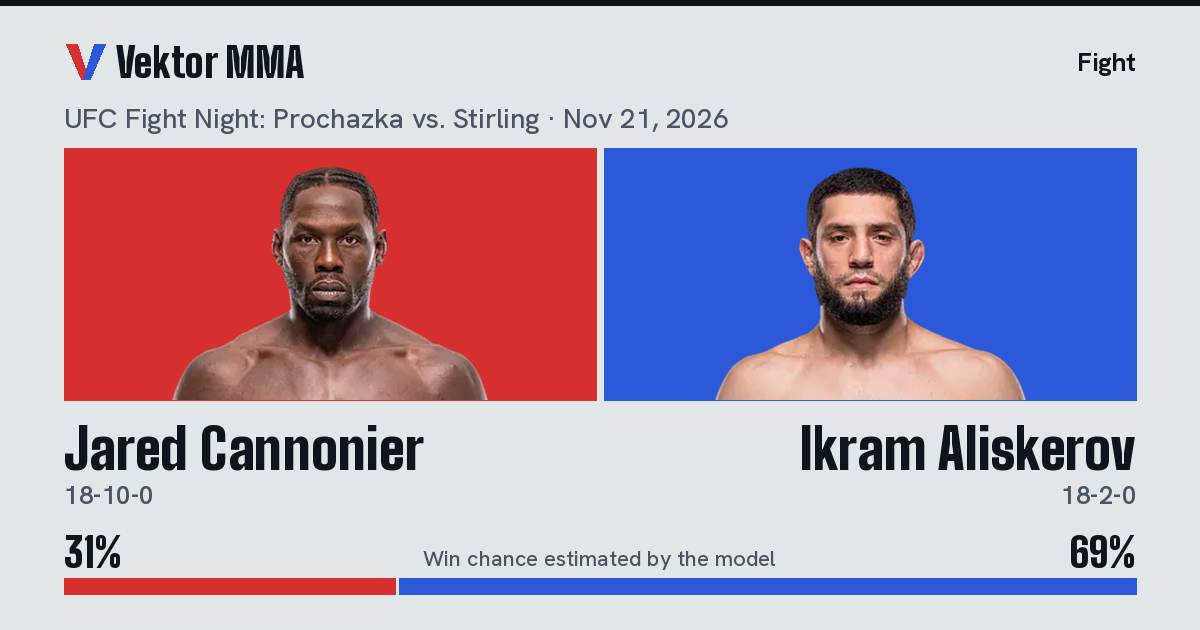 Vektor MMA
Fight
UFC Fight Night: Prochazka vs. Stirling · Nov 21, 2026
Jared Cannonier
Ikram Aliskerov
18-10-0
18-2-0
31%
Win chance estimated by the model
69%